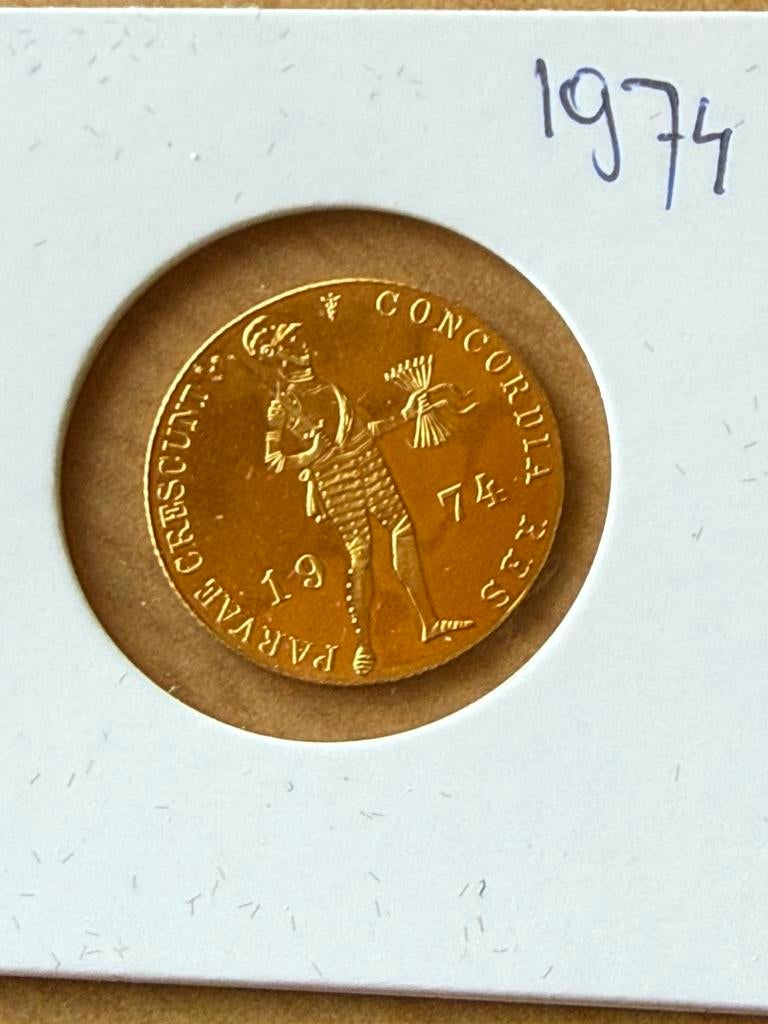 1974
CONCORDIA RES
PARVAE CRESCUNT
19 74